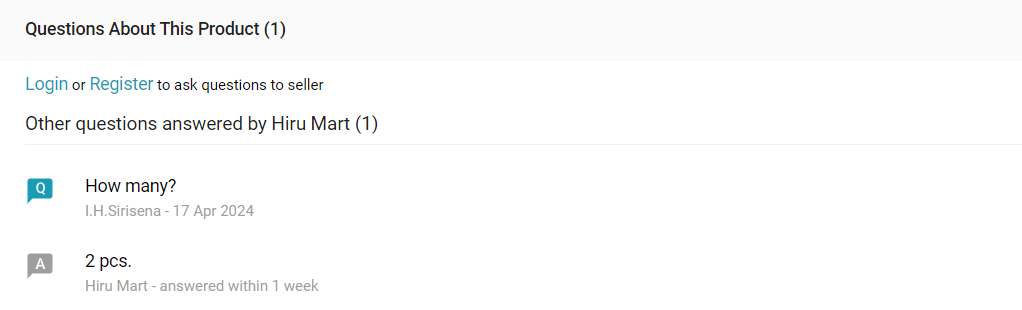 Questions About This Product (1)
Login or Register to ask questions to seller
Other questions answered by Hiru Mart (1)
Q
How many?
I.H.Sirisena - 17 Apr 2024
A
2 pcs.
Hiru Mart - answered within 1 week